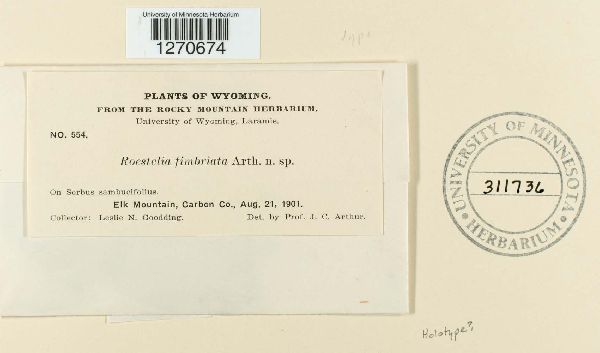 University of Minnesota Herbarium
1270674
type
PLANTS OF WYOMING.
FROM THE ROCKY MOUNTAIN HERBARIUM,
University of Wyoming, Laramie.
NO. 554.
Roestelia fimbriata Arth. n. sp.
On Sorbus sambucifolius.
Elk Mountain, Carbon Co., Aug, 21, 1901.
Collector: Leslie N. Goodding. Det. by Prof. J. C. Arthur.
UNIVERSITY OF MINNESOTA
311736
HERBARIUM
Holotype?